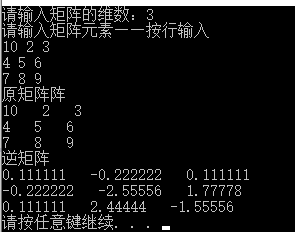 请输入矩阵的维数：3
请输入矩阵元素——按行输入
10 2 3
4 5 6
7 8 9
原矩阵阵
10 2 3
4 5 6
7 8 9
逆矩阵
0.111111 -0.222222 0.111111
-0.222222 -2.55556 1.77778
0.111111 2.44444 -1.55556
请按任意键继续. . .